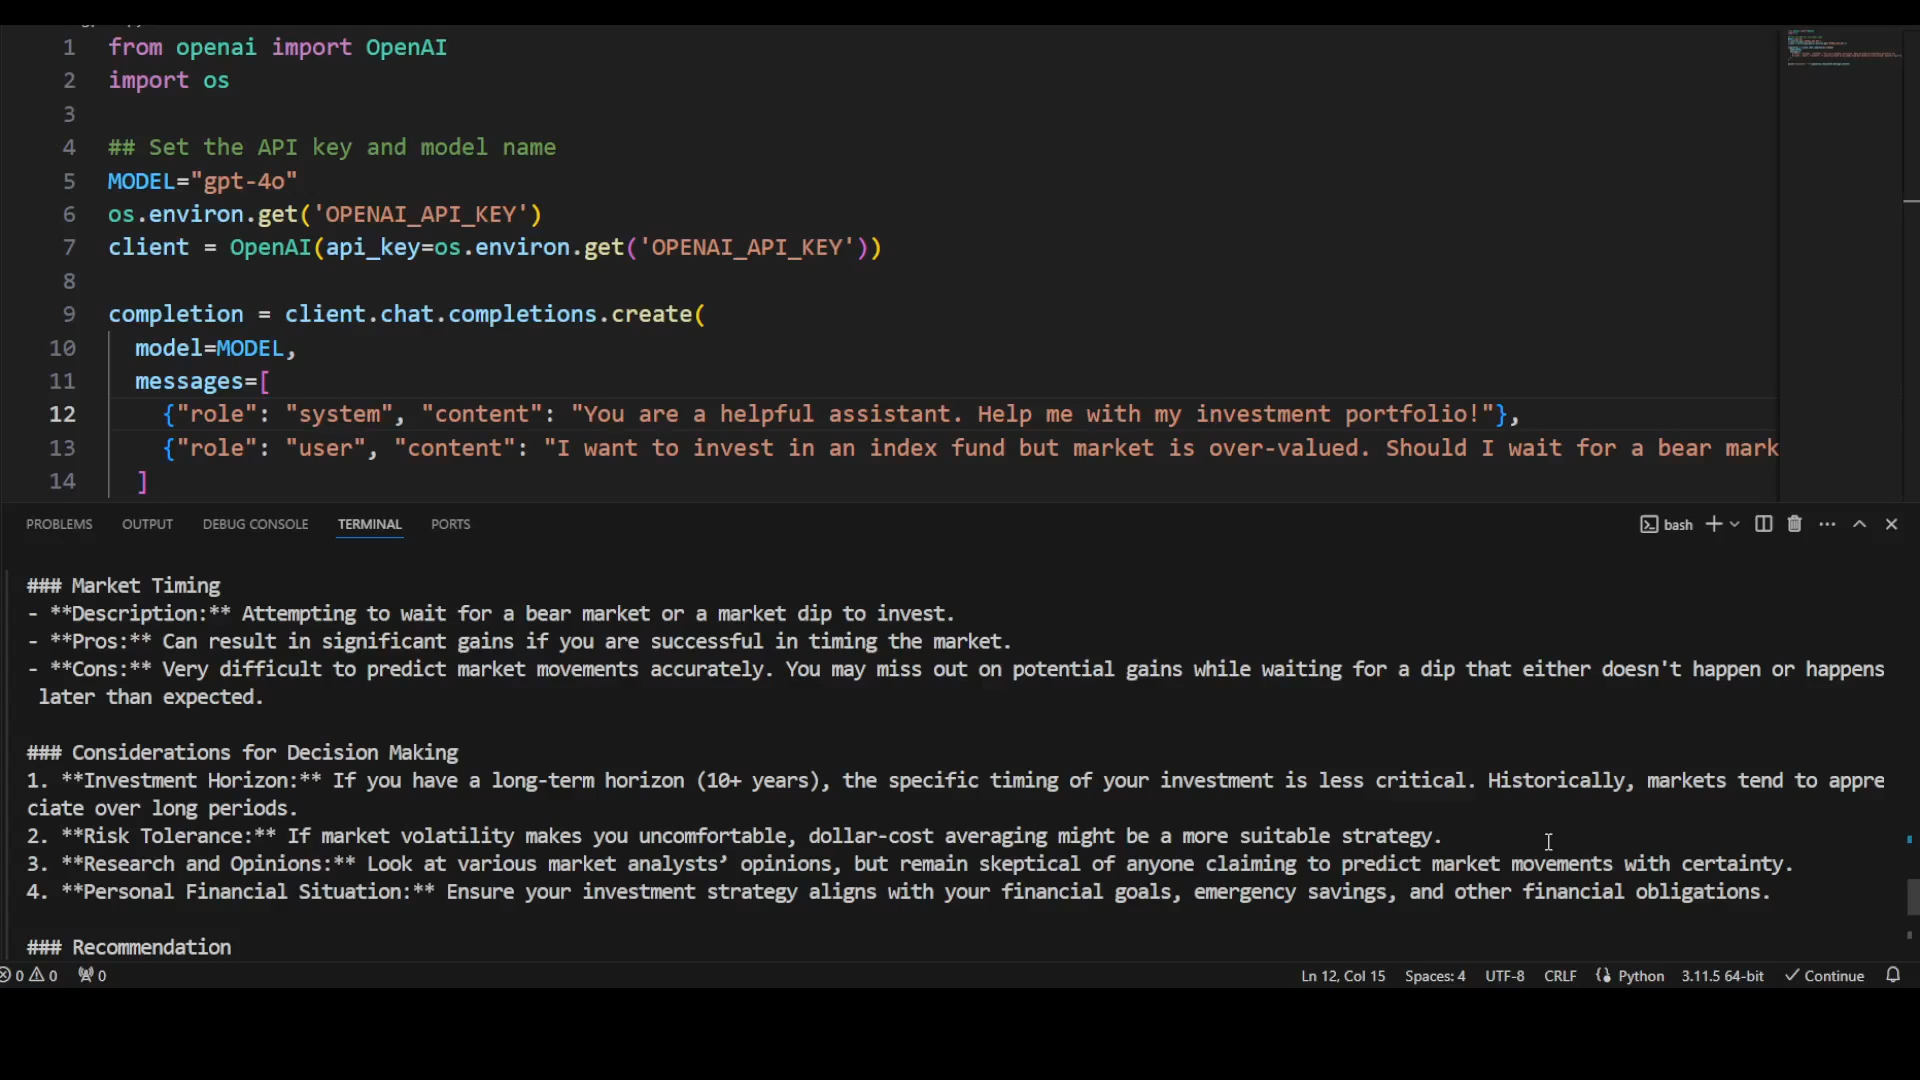 1 from openai import OpenAI
2 import os
3
4 ## Set the API key and model name
5 MODEL="gpt-4o"
6 os.environ.get('OPENAI_API_KEY')
7 client = OpenAI(api_key=os.environ.get('OPENAI_API_KEY'))
8
9 completion = client.chat.completions.create(
10 model=MODEL,
11 messages=[
12 {"role": "system", "content": "You are a helpful assistant. Help me with my investment portfolio!"},
13 {"role": "user", "content": "I want to invest in an index fund but market is over-valued. Should I wait for a bear mark
14 ]
PROBLEMS OUTPUT DEBUG CONSOLE TERMINAL PORTS bash
### Market Timing
- **Description:** Attempting to wait for a bear market or a market dip to invest.
- **Pros:** Can result in significant gains if you are successful in timing the market.
- **Cons:** Very difficult to predict market movements accurately. You may miss out on potential gains while waiting for a dip that either doesn't happen or happens
later than expected.
### Considerations for Decision Making
1. **Investment Horizon:** If you have a long-term horizon (10+ years), the specific timing of your investment is less critical. Historically, markets tend to appre
ciate over long periods.
2. **Risk Tolerance:** If market volatility makes you uncomfortable, dollar-cost averaging might be a more suitable strategy.
3. **Research and Opinions:** Look at various market analysts’ opinions, but remain skeptical of anyone claiming to predict market movements with certainty.
4. **Personal Financial Situation:** Ensure your investment strategy aligns with your financial goals, emergency savings, and other financial obligations.
### Recommendation
0 0 0 Ln 12, Col 15 Spaces: 4 UTF-8 CRLF Python 3.11.5 64-bit Continue